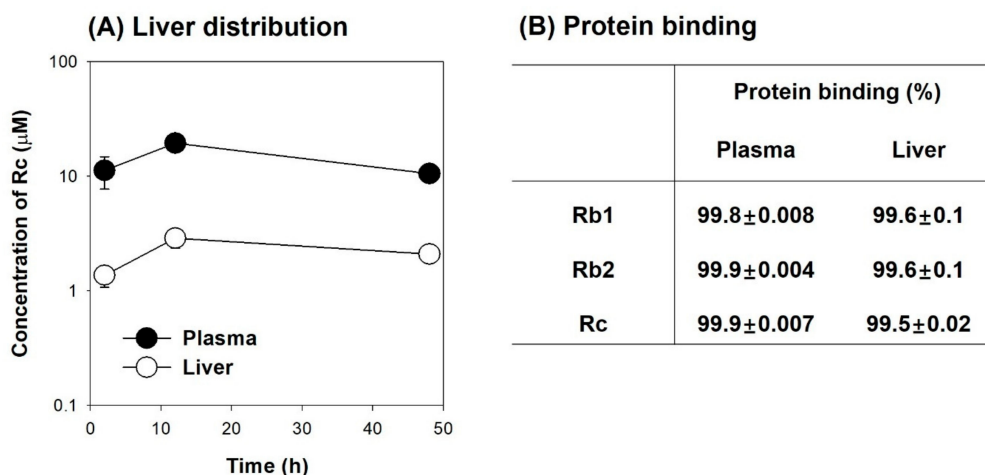 (A) Liver distribution
Concentration of Rc (μM)
100
10
1
0.1
Plasma
Liver
0 10 20 30 40 50
Time (h)
(B) Protein binding
Protein binding (%)
Plasma Liver
Rb1 99.8±0.008 99.6±0.1
Rb2 99.9±0.004 99.6±0.1
Rc 99.9±0.007 99.5±0.02